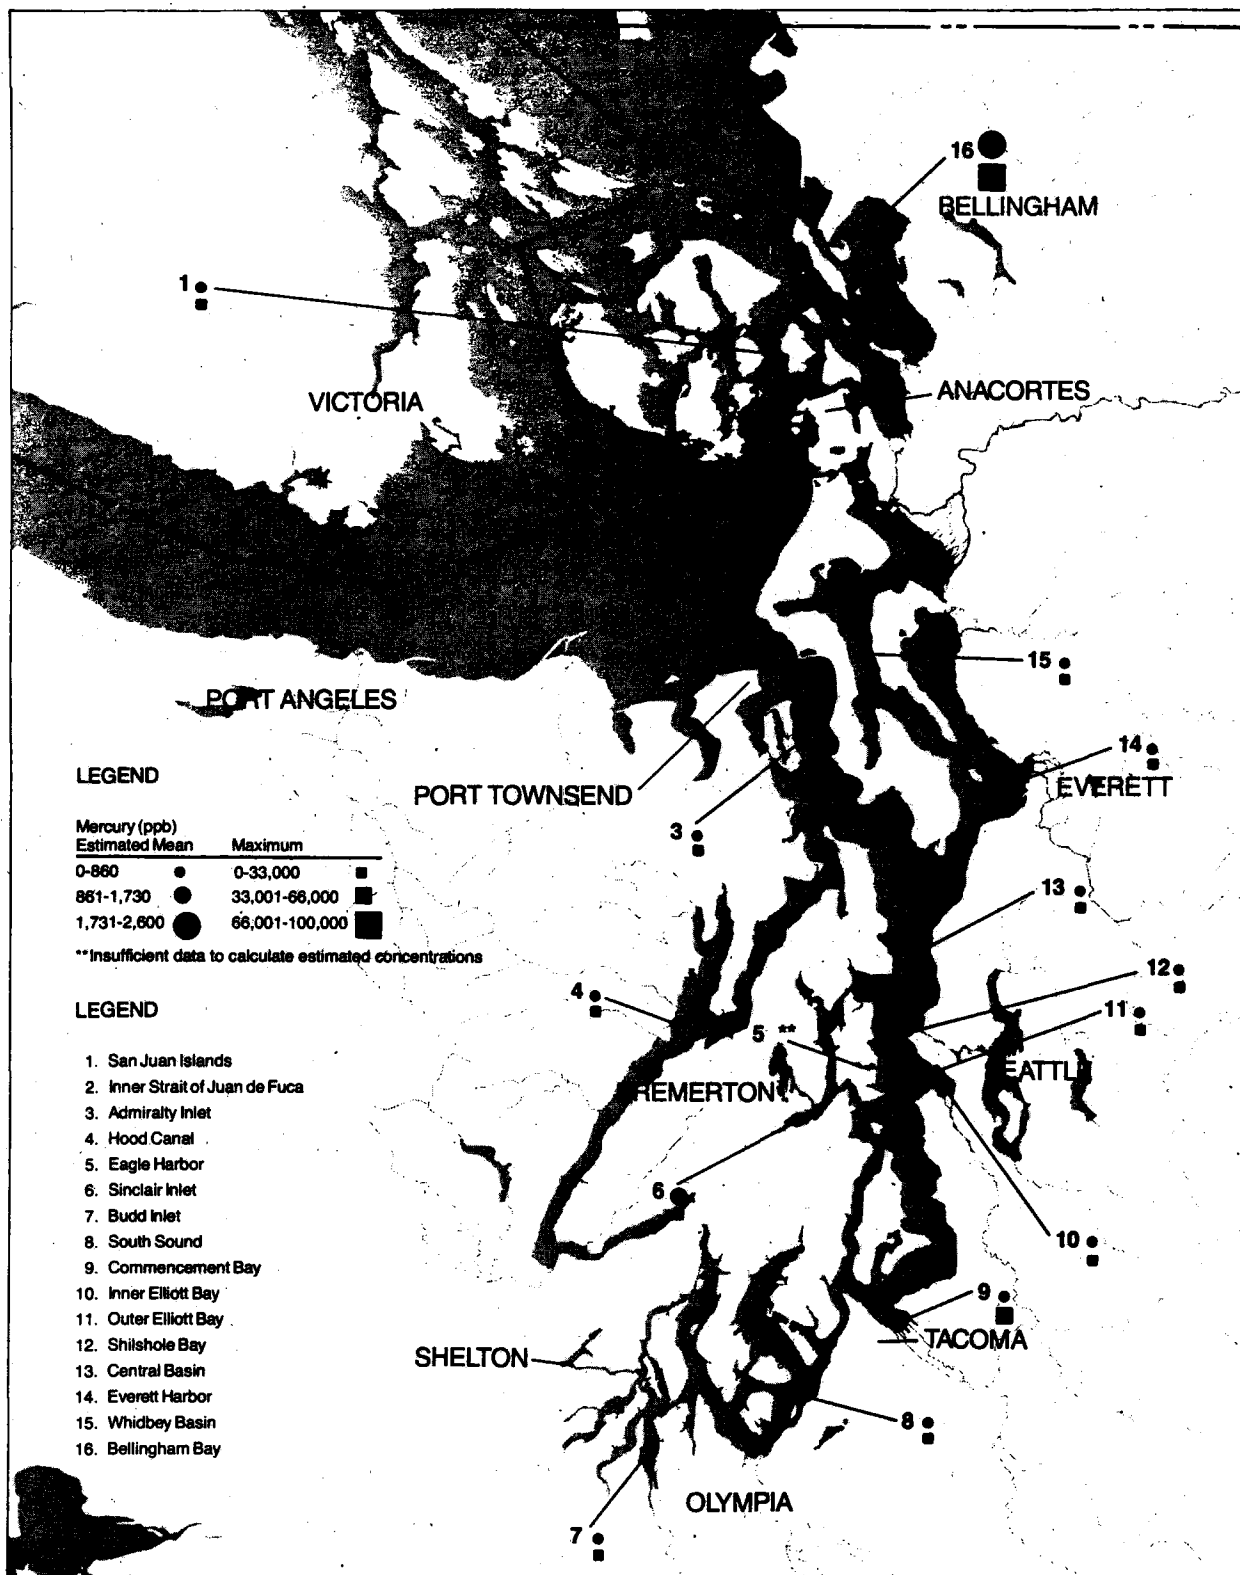 16
BELLINGHAM
1
ANACORTES
VICTORIA
15
PORT ANGELES
14
EVERETT
LEGEND
PORT TOWNSEND
Mercury (ppb)
Estimated Mean Maximum
0-860 0-33,000
861-1,730 33,001-66,000
1,731-2,600 66,001-100,000
**Insufficient data to calculate estimated concentrations
3
13
12
4
11
5 **
LEGEND
1. San Juan Islands
2. Inner Strait of Juan de Fuca
3. Admiralty Inlet
4. Hood Canal
5. Eagle Harbor
6. Sinclair Inlet
7. Budd Inlet
8. South Sound
9. Commencement Bay
10. Inner Elliott Bay
11. Outer Elliott Bay
12. Shilshole Bay
13. Central Basin
14. Everett Harbor
15. Whidbey Basin
16. Bellingham Bay
REMERTON
EATTL
6
10
9
TACOMA
SHELTON
8
OLYMPIA
7